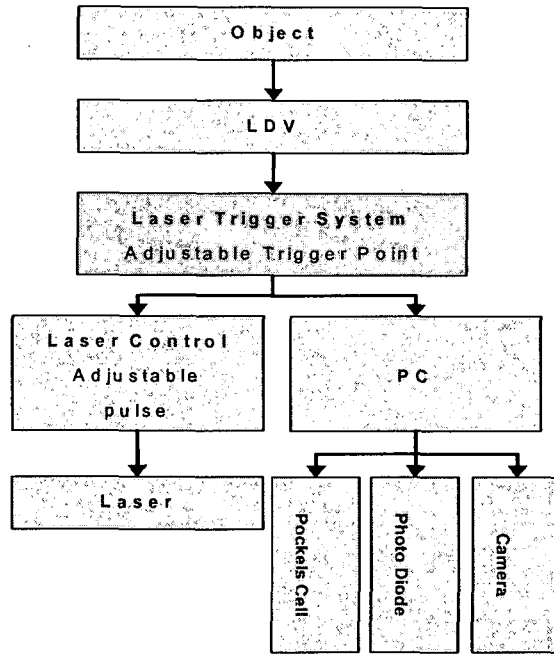 Object
LDV
Laser Trigger System
Adjustable Trigger Point
Laser Control
Adjustable
pulse
PC
Laser
Pockels Cell
Photo Diode
Camera